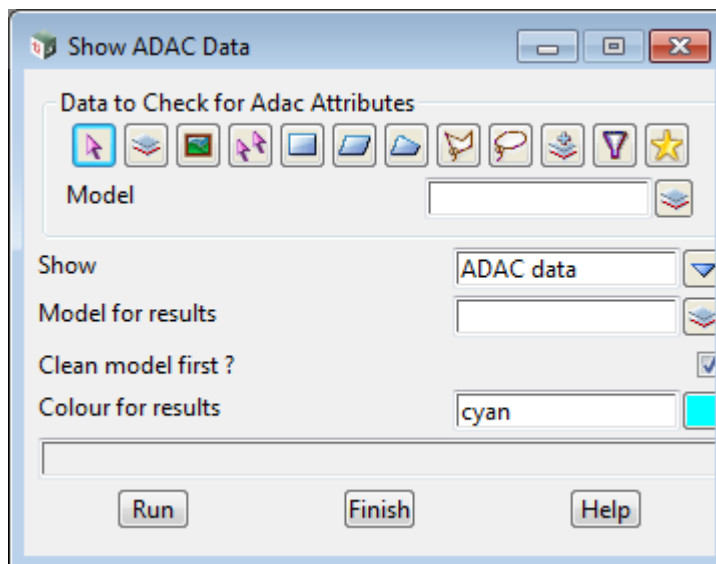 Show ADAC Data
Data to Check for Adac Attributes
Model
Show ADAC data
Model for results
Clean model first ?
Colour for results cyan
Run Finish Help